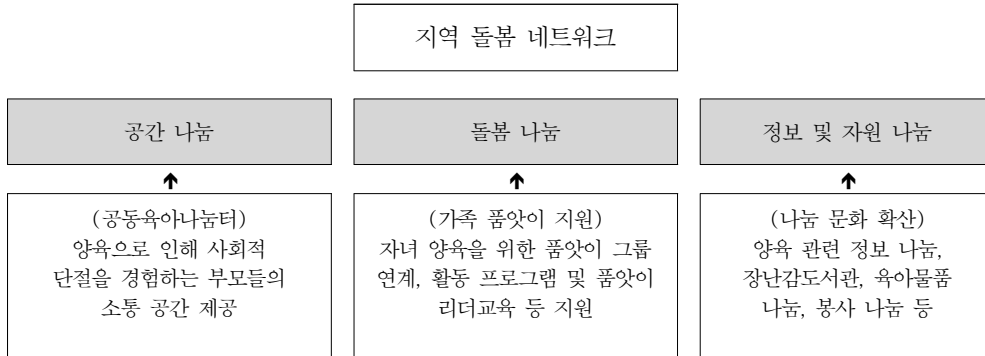 지역 돌봄 네트워크
공간 나눔
돌봄 나눔
정보 및 자원 나눔
(공동육아나눔터)
양육으로 인해 사회적
단절을 경험하는 부모들의
소통 공간 제공
(가족 품앗이 지원)
자녀 양육을 위한 품앗이 그룹
연계, 활동 프로그램 및 품앗이
리더교육 등 지원
(나눔 문화 확산)
양육 관련 정보 나눔,
장난감도서관, 육아물품
나눔, 봉사 나눔 등